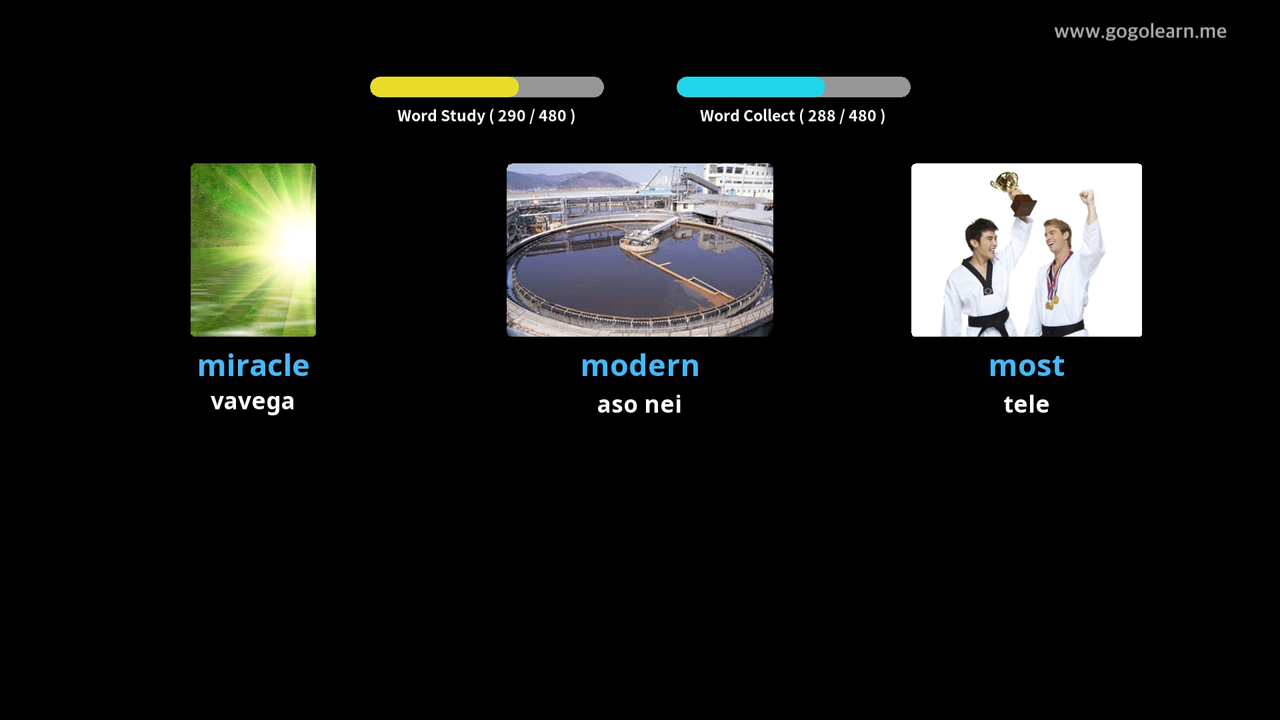 www.gogolearn.me
Word Study ( 290 / 480 )
Word Collect ( 288 / 480 )
miracle
vavega
modern
aso nei
most
tele